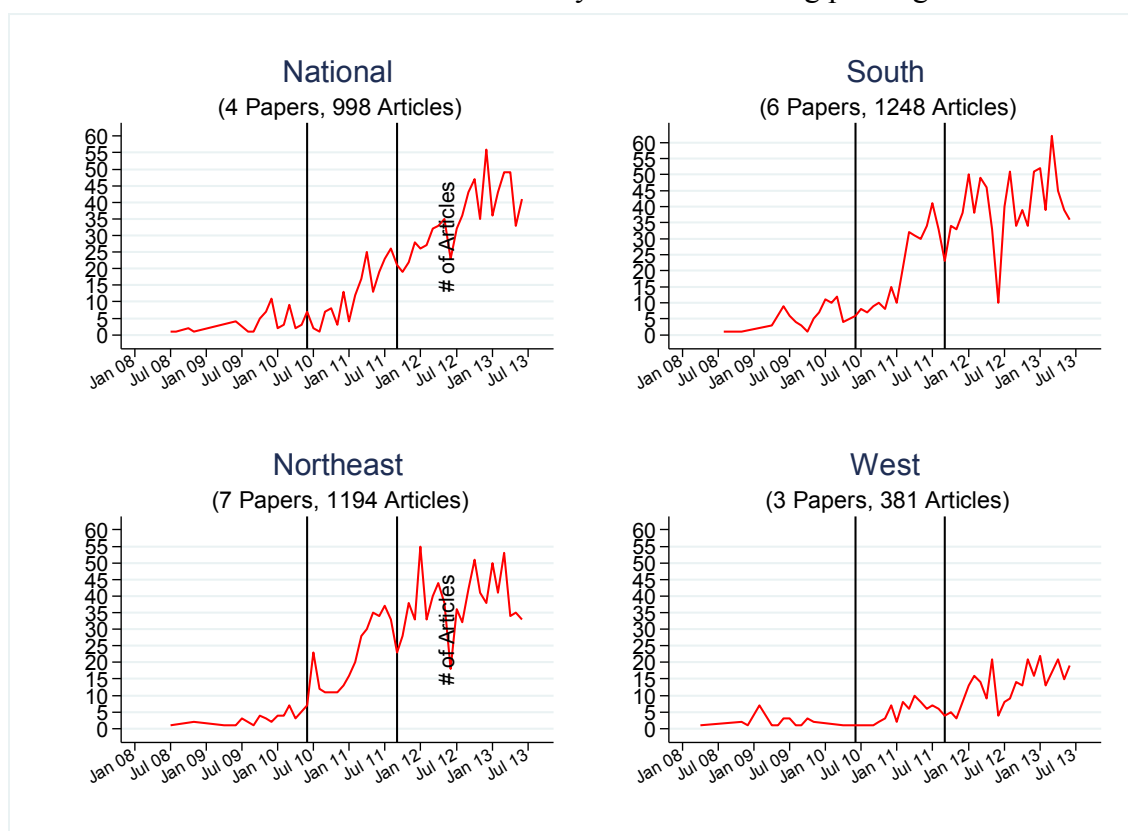 National
(4 Papers, 998 Articles)
60
55
50
45
40
35
30
25
20
15
10
5
0
# of Articles
Jan 08
Jul 08
Jan 09
Jul 09
Jan 10
Jul 10
Jan 11
Jul 11
Jan 12
Jul 12
Jan 13
Jul 13
South
(6 Papers, 1248 Articles)
60
55
50
45
40
35
30
25
20
15
10
5
0
Jan 08
Jul 08
Jan 09
Jul 09
Jan 10
Jul 10
Jan 11
Jul 11
Jan 12
Jul 12
Jan 13
Jul 13
Northeast
(7 Papers, 1194 Articles)
60
55
50
45
40
35
30
25
20
15
10
5
0
# of Articles
Jan 08
Jul 08
Jan 09
Jul 09
Jan 10
Jul 10
Jan 11
Jul 11
Jan 12
Jul 12
Jan 13
Jul 13
West
(3 Papers, 381 Articles)
60
55
50
45
40
35
30
25
20
15
10
5
0
Jan 08
Jul 08
Jan 09
Jul 09
Jan 10
Jul 10
Jan 11
Jul 11
Jan 12
Jul 12
Jan 13
Jul 13